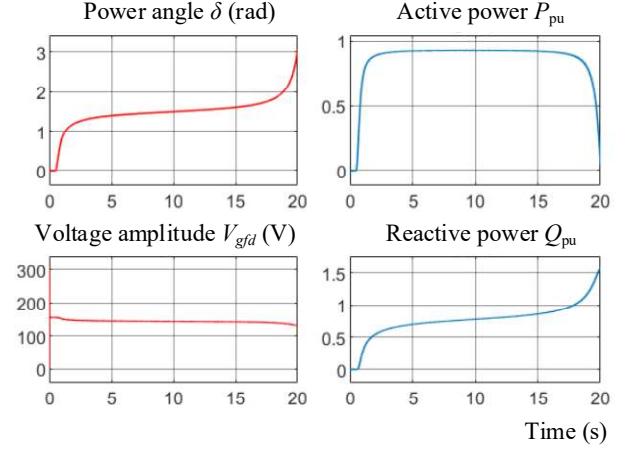 Power angle δ (rad)
3
2
1
0
0 5 10 15 20
Active power Ppu
1
0.5
0
0 5 10 15 20
Voltage amplitude Vgfd (V)
300
200
100
0
0 5 10 15 20
Reactive power Qpu
1.5
1
0.5
0
0 5 10 15 20
Time (s)